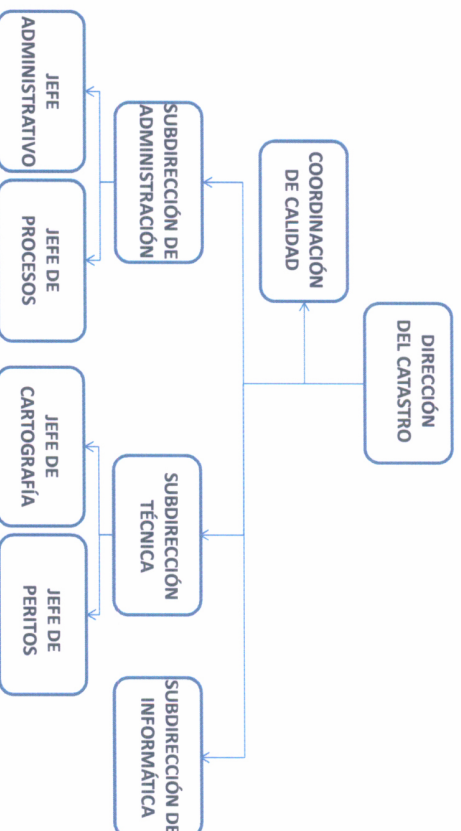 DIRECCIÓN
DEL CATASTRO
COORDINACIÓN
DE CALIDAD
SUBDIRECCIÓN DE
ADMINISTRACIÓN
SUBDIRECCIÓN
TÉCNICA
SUBDIRECCIÓN DE
INFORMÁTICA
JEFE
ADMINISTRATIVO
JEFE DE
PROCESOS
JEFE DE
CARTOGRAFÍA
JEFE DE
PERITOS